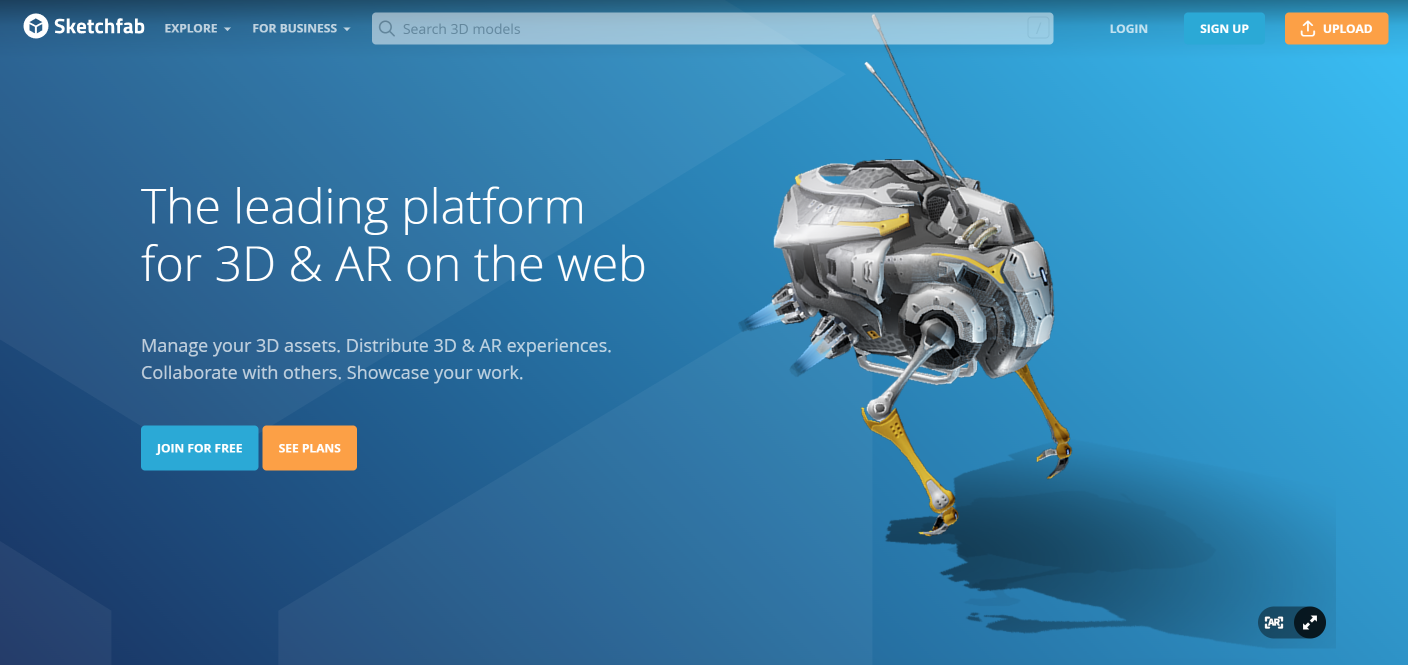 Sketchfab EXPLORE FOR BUSINESS Search 3D models / LOGIN SIGN UP UPLOAD
The leading platform
for 3D & AR on the web
Manage your 3D assets. Distribute 3D & AR experiences.
Collaborate with others. Showcase your work.
JOIN FOR FREE SEE PLANS
AR